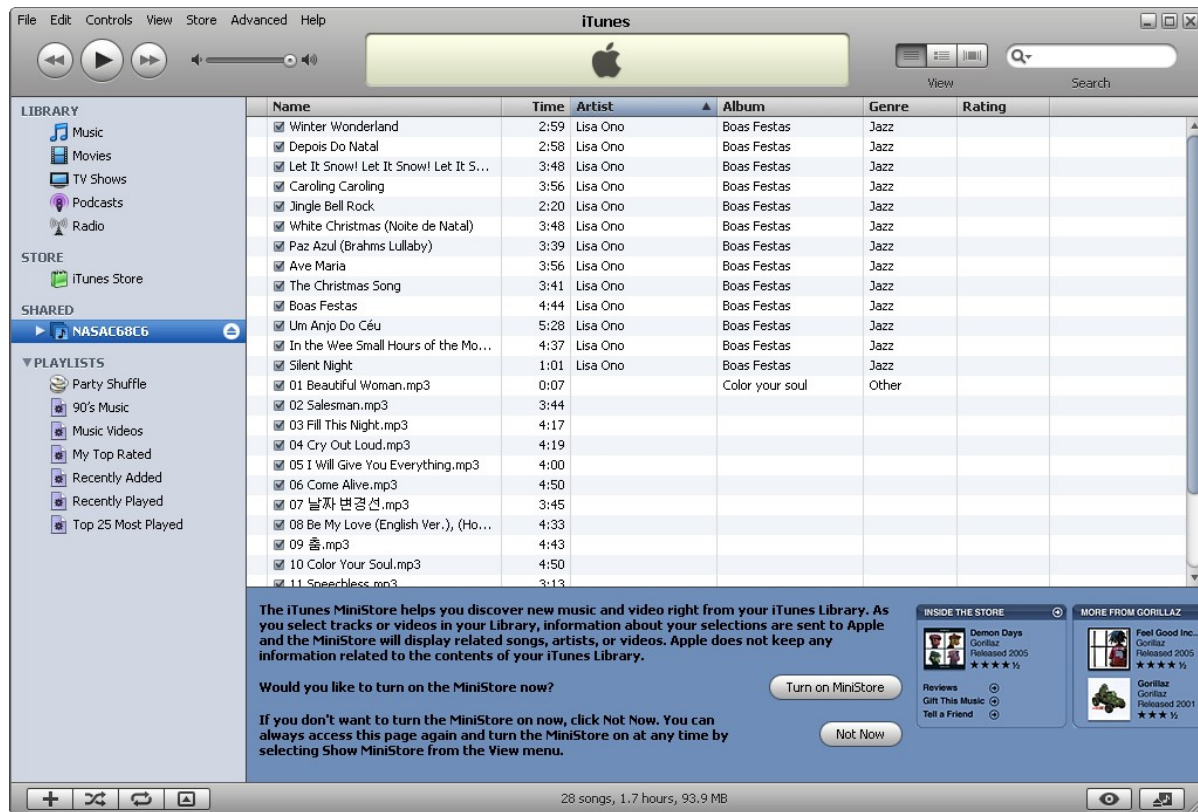 File Edit Controls View Store Advanced Help
iTunes
View
Search
LIBRARY
Music
Movies
TV Shows
Podcasts
Radio
STORE
iTunes Store
SHARED
NASAC68C6
PLAYLISTS
Party Shuffle
90's Music
Music Videos
My Top Rated
Recently Added
Recently Played
Top 25 Most Played
Name Time Artist Album Genre Rating
Winter Wonderland 2:59 Lisa Ono Boas Festas Jazz
Depois Do Natal 2:58 Lisa Ono Boas Festas Jazz
Let It Snow! Let It Snow! Let It S... 3:48 Lisa Ono Boas Festas Jazz
Caroling Caroling 3:56 Lisa Ono Boas Festas Jazz
Jingle Bell Rock 2:20 Lisa Ono Boas Festas Jazz
White Christmas (Noite de Natal) 3:48 Lisa Ono Boas Festas Jazz
Paz Azul (Brahms Lullaby) 3:39 Lisa Ono Boas Festas Jazz
Ave Maria 3:56 Lisa Ono Boas Festas Jazz
The Christmas Song 3:41 Lisa Ono Boas Festas Jazz
Boas Festas 4:44 Lisa Ono Boas Festas Jazz
Um Anjo Do Céu 5:28 Lisa Ono Boas Festas Jazz
In the Wee Small Hours of the Mo... 4:37 Lisa Ono Boas Festas Jazz
Silent Night 1:01 Lisa Ono Boas Festas Jazz
01 Beautiful Woman.mp3 0:07 Color your soul Other
02 Salesman.mp3 3:44
03 Fill This Night.mp3 4:17
04 Cry Out Loud.mp3 4:19
05 I Will Give You Everything.mp3 4:00
06 Come Alive.mp3 4:50
07 날짜 변경선.mp3 3:45
08 Be My Love (English Ver.), (Ho... 4:33
09 춤.mp3 4:43
10 Color Your Soul.mp3 4:50
11 Speechless.mp3 3:13
The iTunes MiniStore helps you discover new music and video right from your iTunes Library. As
you select tracks or videos in your Library, information about your selections are sent to Apple
and the MiniStore will display related songs, artists, or videos. Apple does not keep any
information related to the contents of your iTunes Library.
Would you like to turn on the MiniStore now?
Turn on MiniStore
If you don't want to turn the MiniStore on now, click Not Now. You can
always access this page again and turn the MiniStore on at any time by
selecting Show MiniStore from the View menu.
Not Now
INSIDE THE STORE
Demon Days
Gorillaz
Released 2005
Reviews
Gift This Music
Tell a Friend
MORE FROM GORILLAZ
Feel Good Inc..
Gorillaz
Released 2005
Gorillaz
Gorillaz
Released 2001
28 songs, 1.7 hours, 93.9 MB